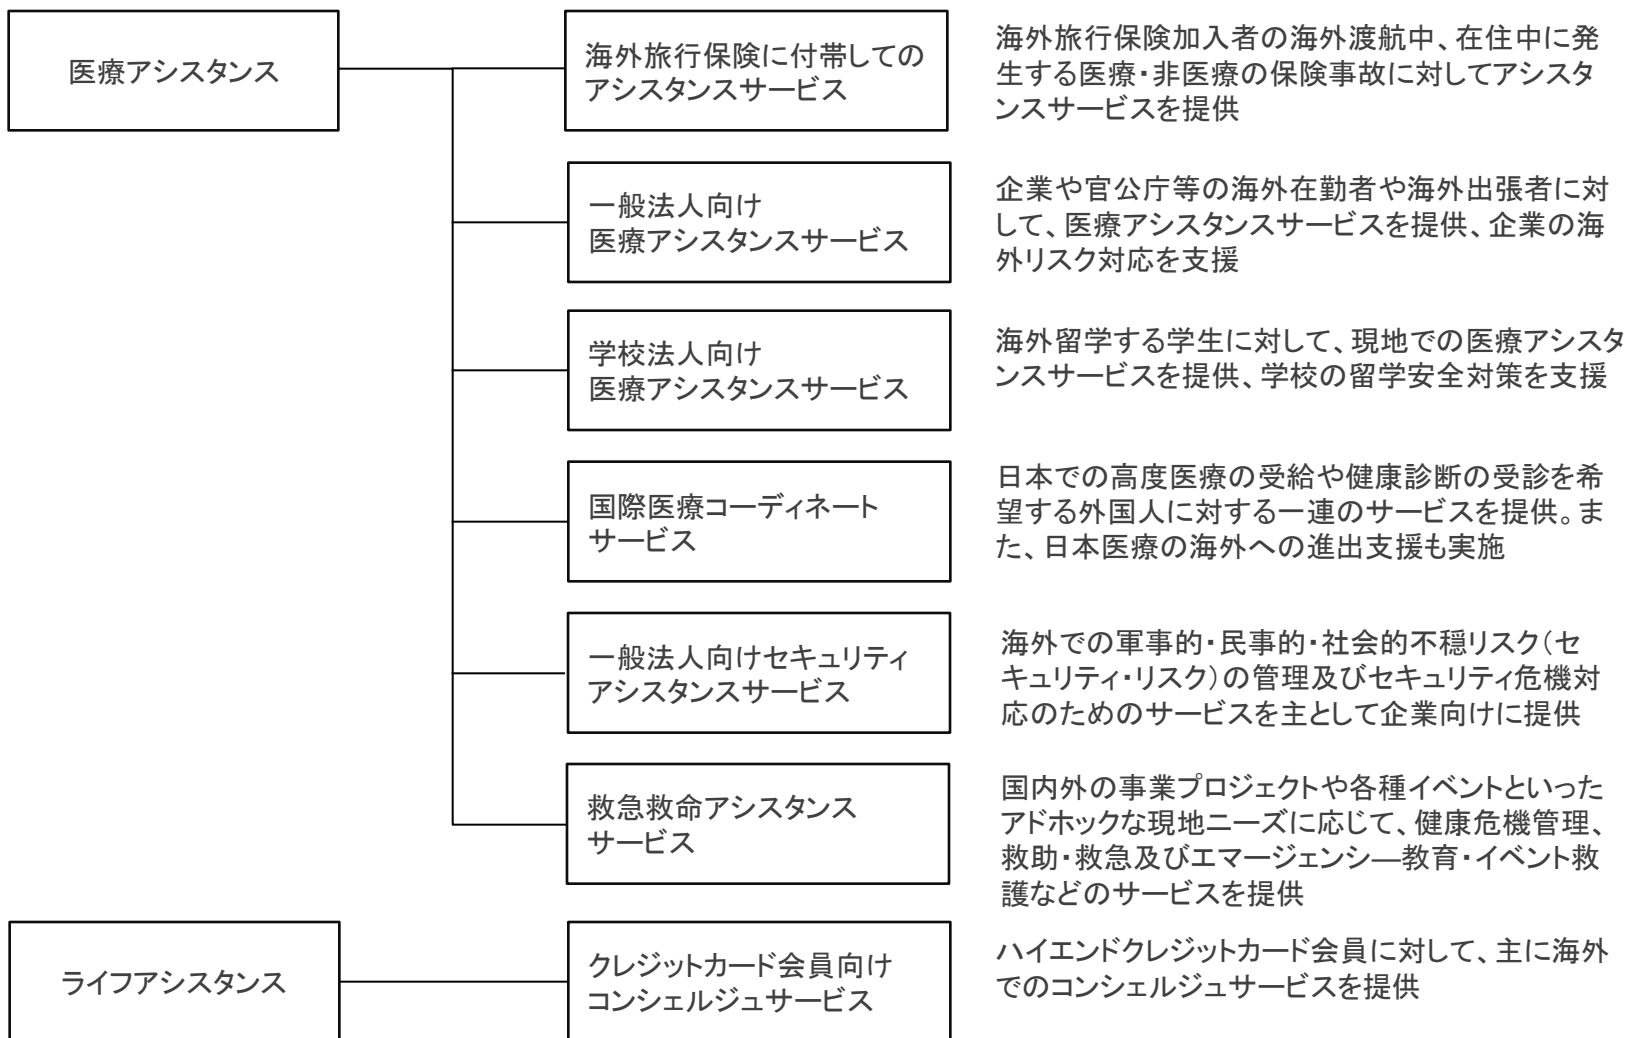 医療アシスタンス
海外旅行保険に付帯しての
アシスタンスサービス
海外旅行保険加入者の海外渡航中、在住中に発
生する医療・非医療の保険事故に対してアシスタ
ンスサービスを提供
一般法人向け
医療アシスタンスサービス
企業や官公庁等の海外在勤者や海外出張者に対
して、医療アシスタンスサービスを提供、企業の海
外リスク対応を支援
学校法人向け
医療アシスタンスサービス
海外留学する学生に対して、現地での医療アシスタ
ンスサービスを提供、学校の留学安全対策を支援
国際医療コーディネート
サービス
日本での高度医療の受給や健康診断の受診を希
望する外国人に対する一連のサービスを提供。ま
た、日本医療の海外への進出支援も実施
一般法人向けセキュリティ
アシスタンスサービス
海外での軍事的・民事的・社会的不穏リスク（セ
キュリティ・リスク）の管理及びセキュリティ危機対
応のためのサービスを主として企業向けに提供
救急救命アシスタンス
サービス
国内外の事業プロジェクトや各種イベントといった
アドホックな現地ニーズに応じて、健康危機管理、
救助・救急及びエマージェンシ―教育・イベント救
護などのサービスを提供
ライフアシスタンス
クレジットカード会員向け
コンシェルジュサービス
ハイエンドクレジットカード会員に対して、主に海外
でのコンシェルジュサービスを提供